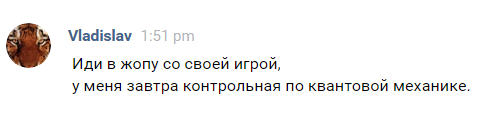 Vladislav 1:51 pm
Иди в жопу со своей игрой,
у меня завтра контрольная по квантовой механике.